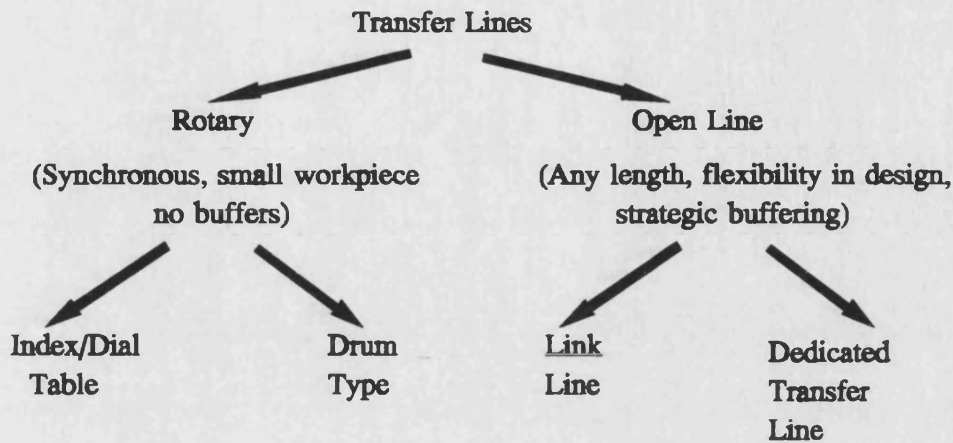 Transfer Lines
Rotary
(Synchronous, small workpiece
no buffers)
Open Line
(Any length, flexibility in design,
strategic buffering)
Index/Dial
Table
Drum
Type
Link
Line
Dedicated
Transfer
Line